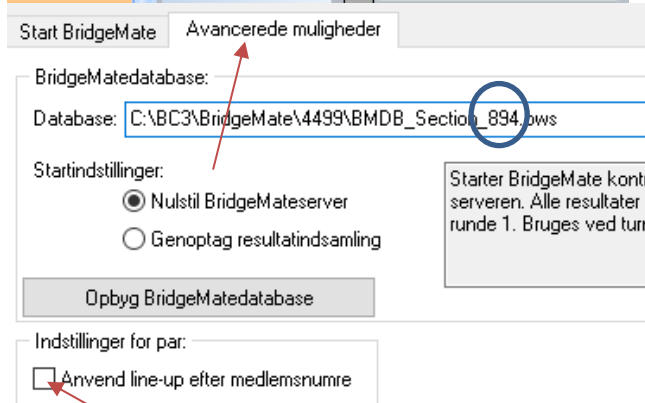 Start BridgeMate Avancerede muligheder
BridgeMatedatabase:
Database: C:\BC3\BridgeMate\4499\BMDB_Section_894.bws
Startindstillinger:
Nulstil BridgeMateserver
Genoptag resultatindsamling
Starter BridgeMate kontr
serveren. Alle resultater
runde 1. Bruges ved turn
Opbyg BridgeMatedatabase
Indstillinger for par:
Anvend line-up efter medlemsnumre